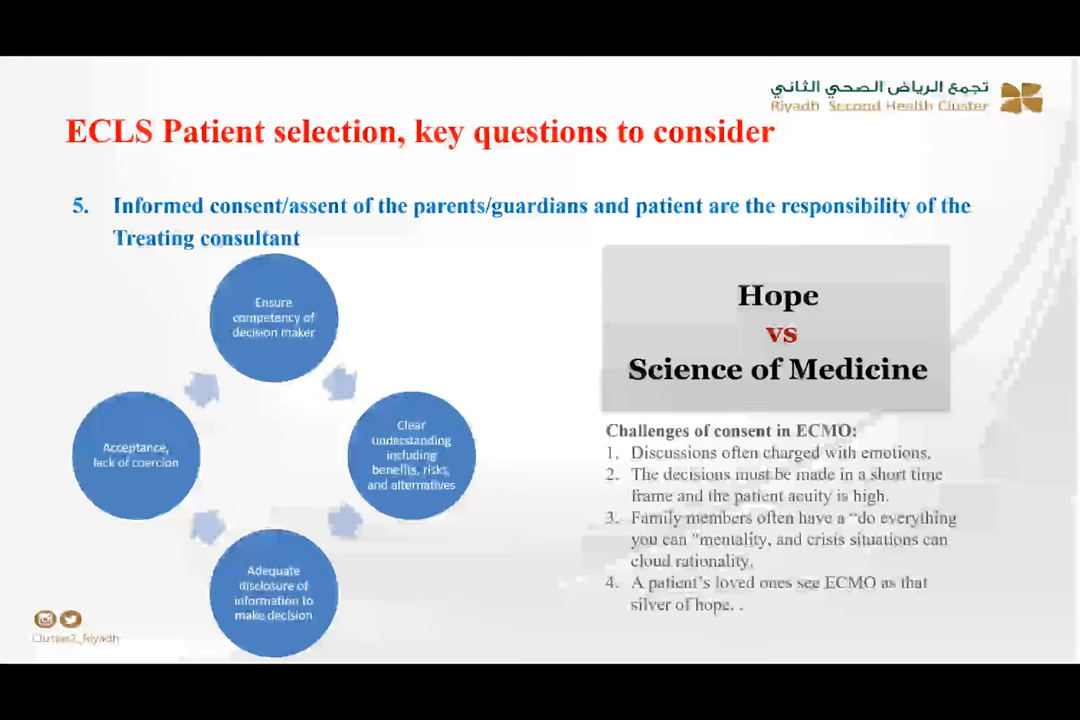 تجمع الرياض الصحي الثاني
Riyadh Second Health Cluster
ECLS Patient selection, key questions to consider
5. Informed consent/assent of the parents/guardians and patient are the responsibility of the
Treating consultant
Ensure
competency of
decision maker
Clear
understanding
including
benefits, risks,
and alternatives
Adequate
disclosure of
information to
make decision
Acceptance,
lack of coercion
Hope
vs
Science of Medicine
Challenges of consent in ECMO:
1. Discussions often charged with emotions.
2. The decisions must be made in a short time
frame and the patient acuity is high.
3. Family members often have a “do everything
you can "mentality, and crisis situations can
cloud rationality.
4. A patient’s loved ones see ECMO as that
silver of hope. .
Cluster2_Riyadh